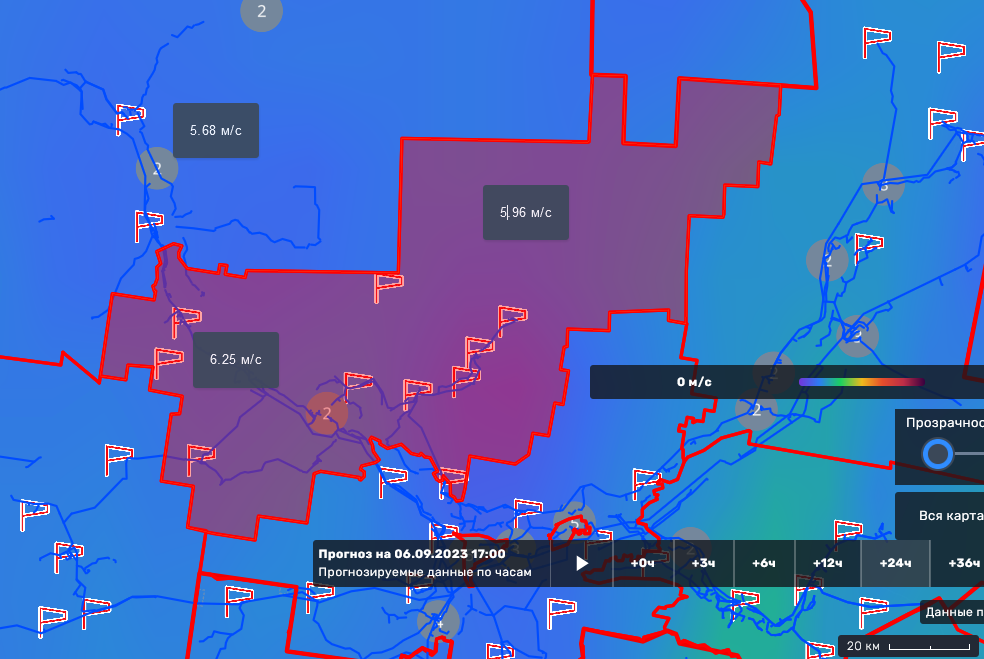 2
5.68 м/с
2
5.96 м/с
3
2
3
6.25 м/с
0 м/с
2
2
Прозрачнос
Вся карта
2
Прогноз на 06.09.2023 17:00
Прогнозируемые данные по часам
+0ч
+3ч
+6ч
+12ч
+24ч
+36ч
Данные п
20 км